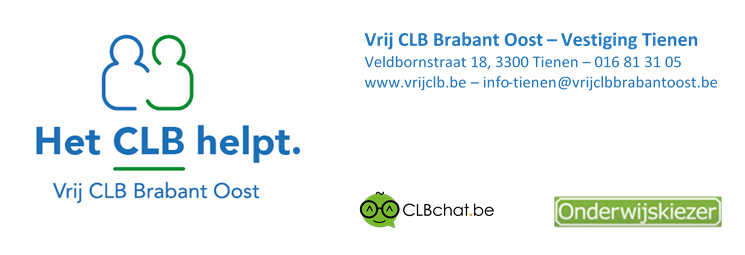 Het CLB helpt.
Vrij CLB Brabant Oost
Vrij CLB Brabant Oost – Vestiging Tienen
Veldbornstraat 18, 3300 Tienen – 016 81 31 05
www.vrijclb.be – info-tienen@vrijclbbrabantoost.be
CLBchat.be
Onderwijskiezer